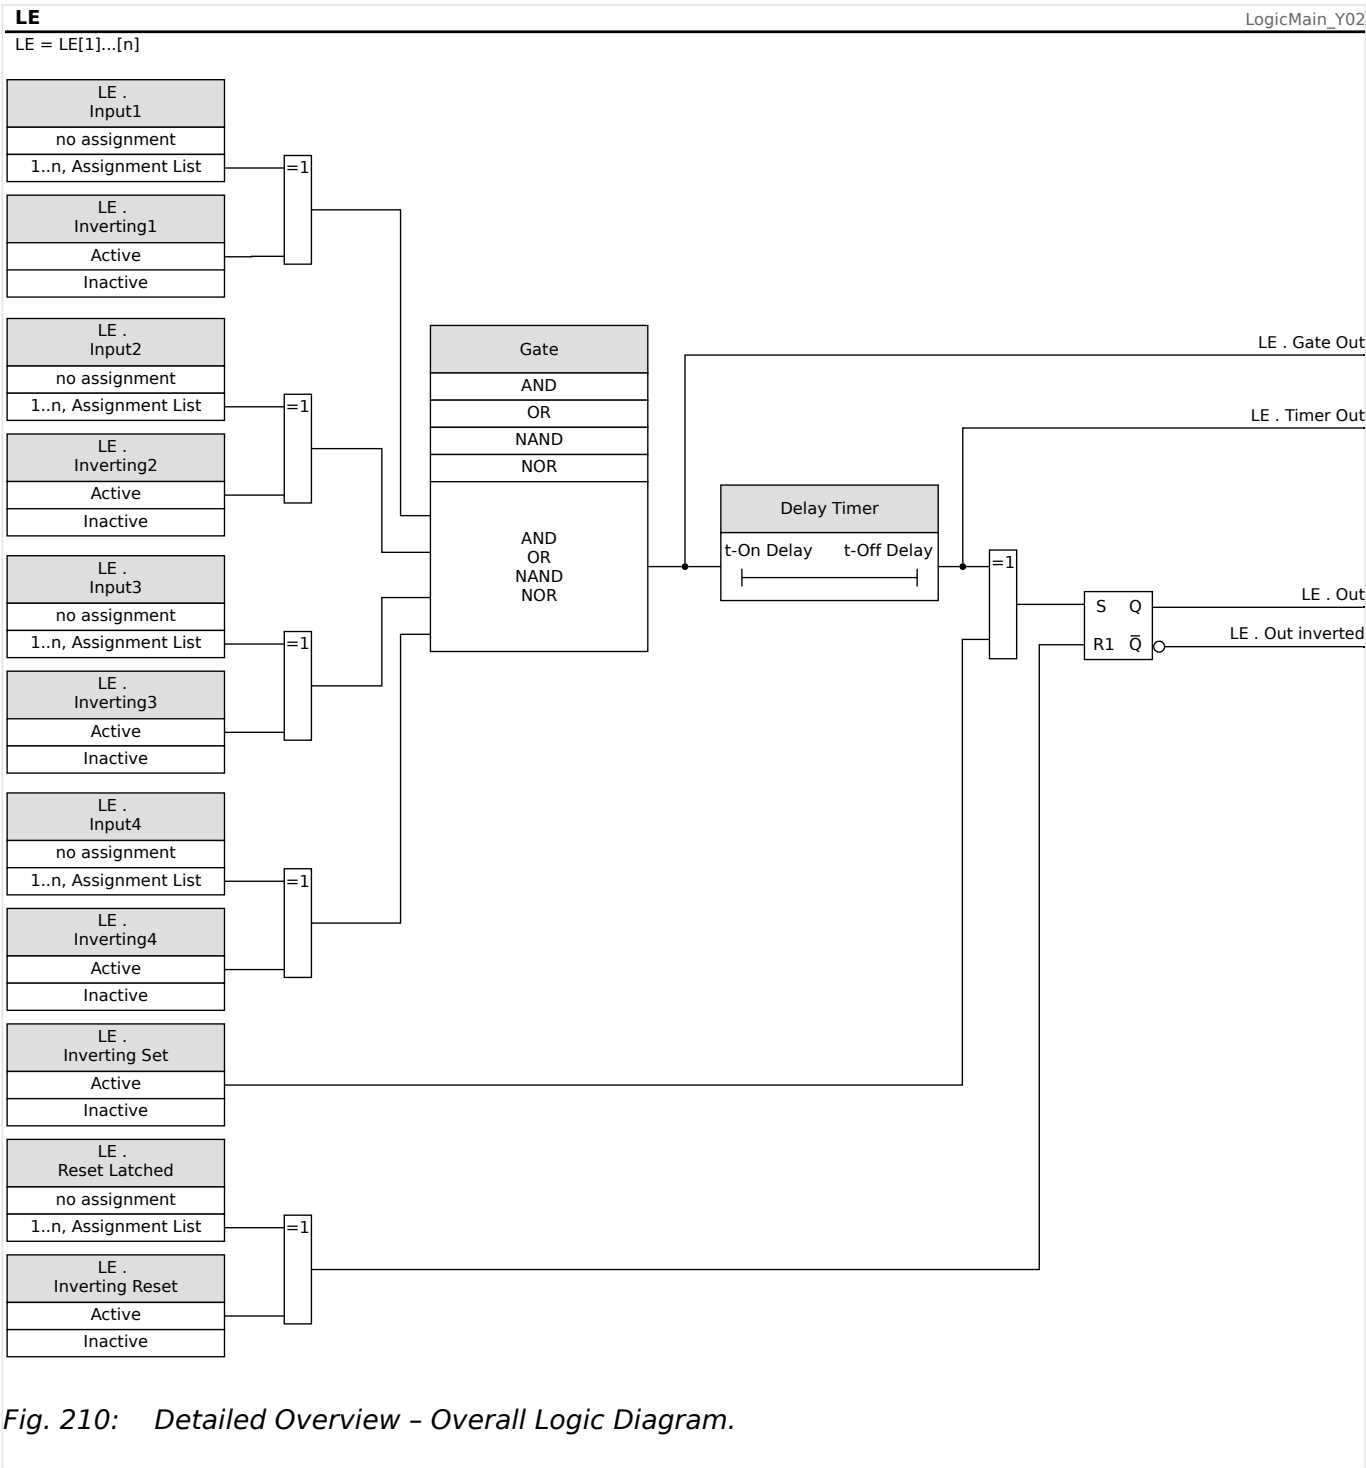 LE
LogicMain_Y02
LE = LE[1]...[n]
LE .
Input1
no assignment
1..n, Assignment List
=1
LE .
Inverting1
Active
Inactive
LE .
Input2
no assignment
1..n, Assignment List
=1
LE .
Inverting2
Active
Inactive
LE .
Input3
no assignment
1..n, Assignment List
=1
LE .
Inverting3
Active
Inactive
LE .
Input4
no assignment
1..n, Assignment List
=1
LE .
Inverting4
Active
Inactive
LE .
Inverting Set
Active
Inactive
LE .
Reset Latched
no assignment
1..n, Assignment List
=1
LE .
Inverting Reset
Active
Inactive
Gate
AND
OR
NAND
NOR
AND
OR
NAND
NOR
Delay Timer
t-On Delay t-Off Delay
=1
S Q
R1 Q̅
LE . Gate Out
LE . Timer Out
LE . Out
LE . Out inverted
Fig. 210: Detailed Overview – Overall Logic Diagram.